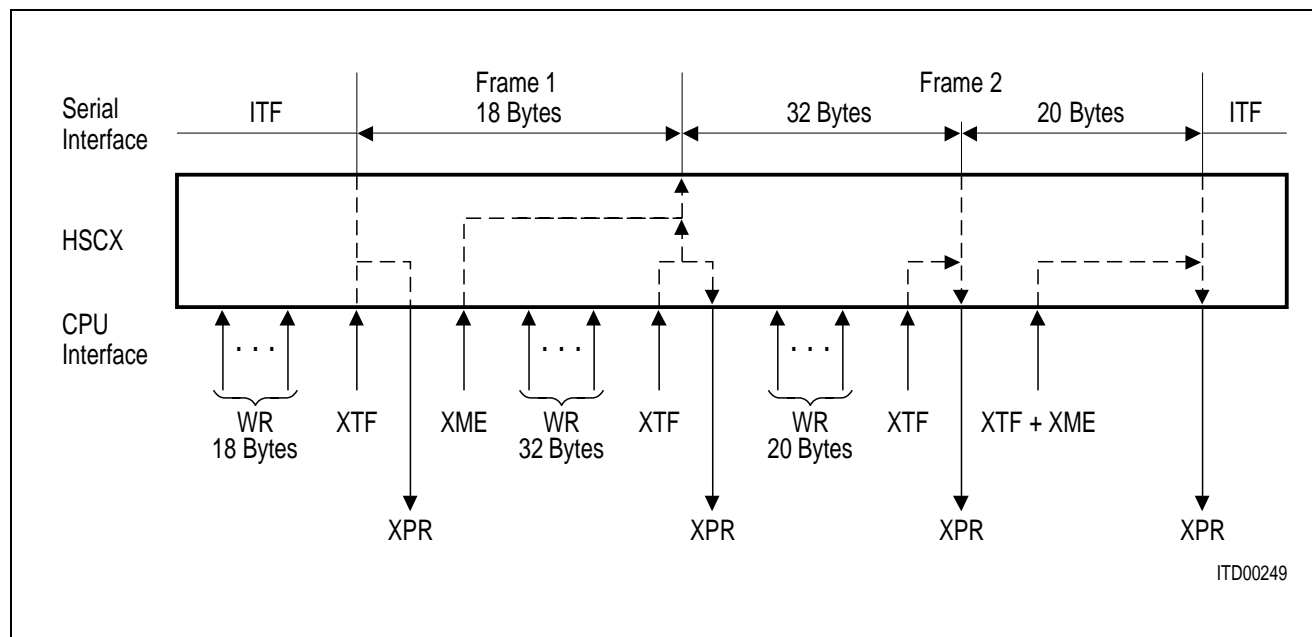 Serial
Interface
ITF
Frame 1
18 Bytes
Frame 2
32 Bytes
20 Bytes
ITF
HSCX
CPU
Interface
. . .
. . .
. . .
WR
18 Bytes
XTF
XME
WR
32 Bytes
XTF
WR
20 Bytes
XTF
XTF + XME
XPR
XPR
XPR
XPR
ITD00249